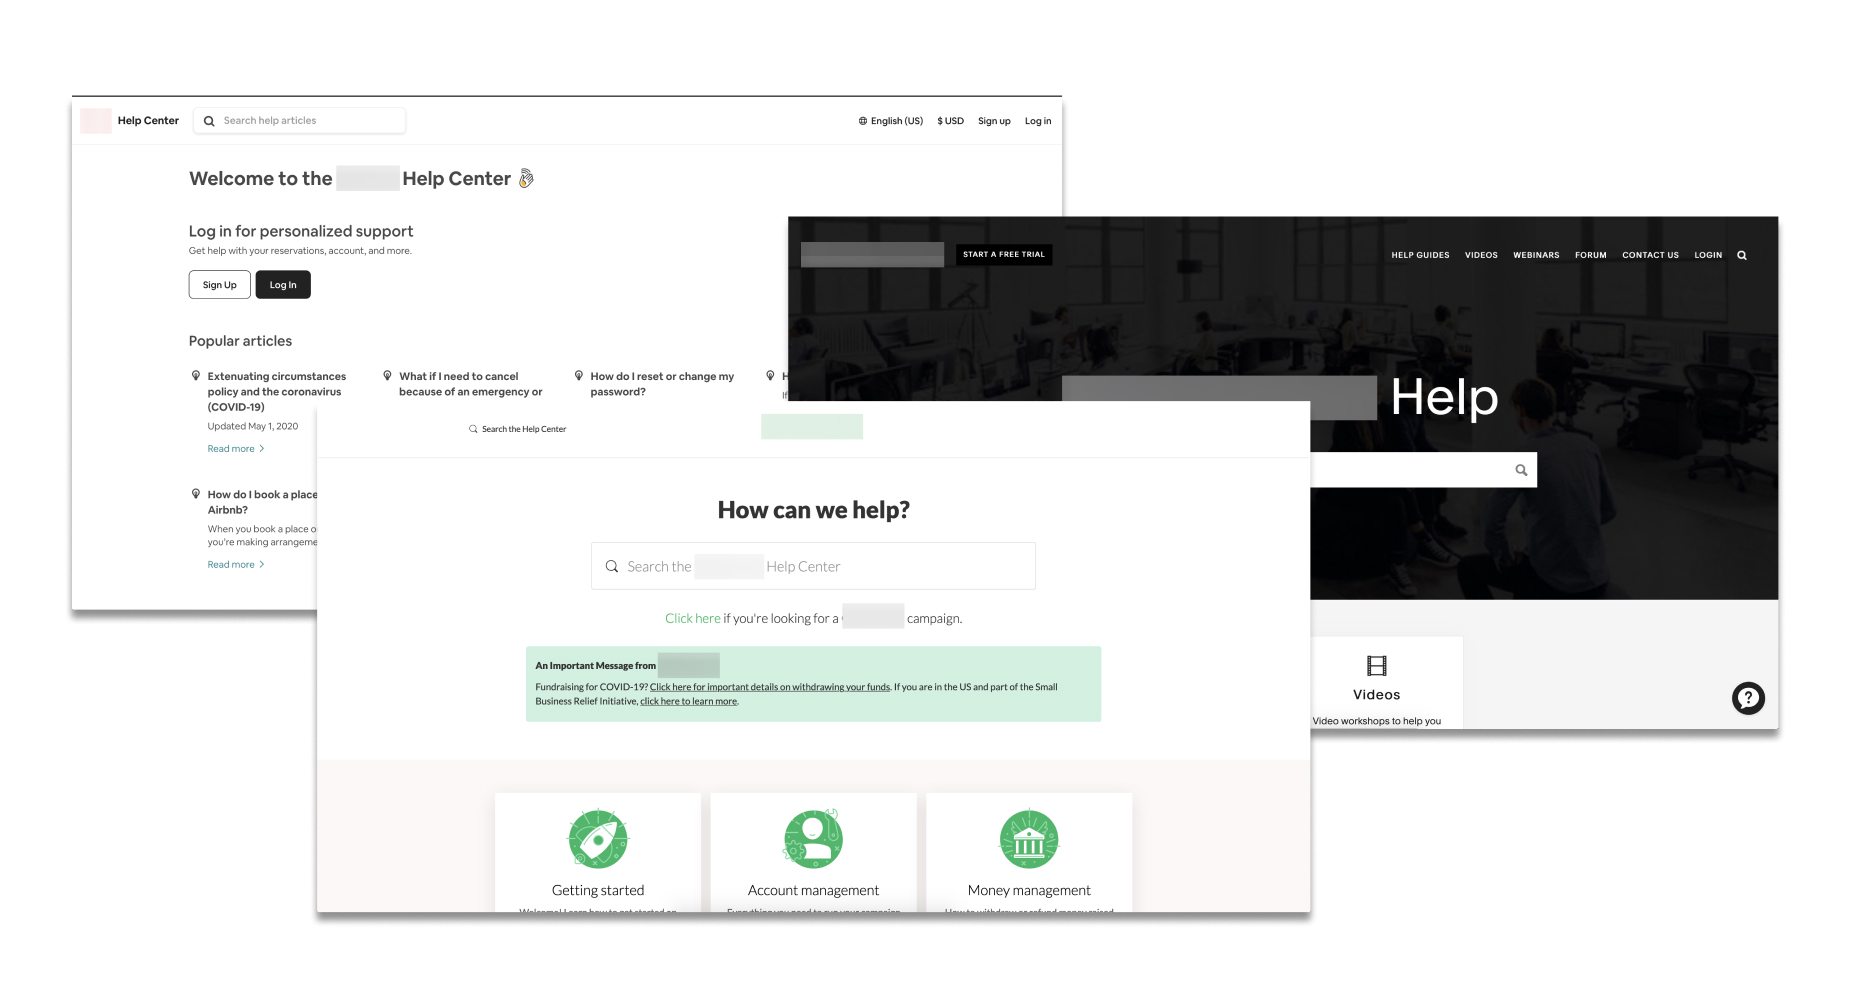 Help Center
Search help articles
English (US)
$ USD
Sign up
Log in
Welcome to the Help Center
Log in for personalized support
Get help with your reservations, account, and more.
Sign Up
Log In
Popular articles
Extenuating circumstances
policy and the coronavirus
(COVID-19)
Updated May 1, 2020
Read more
What if I need to cancel
because of an emergency or
How do I reset or change my
password?
How do I book a place
Airbnb?
When you book a place
you're making
Read more
START A FREE TRIAL
HELP GUIDES
VIDEOS
WEBINARS
FORUM
CONTACT US
LOGIN
Help
Videos
Video workshops to help you
Search the Help Center
How can we help?
Search the Help Center
Click here if you're looking for a campaign.
An Important Message from
Fundraising for COVID-19? Click here for important details on withdrawing your funds. If you are in the US and part of the Small
Business Relief Initiative, click here to learn more.
Getting started
Account management
Money management